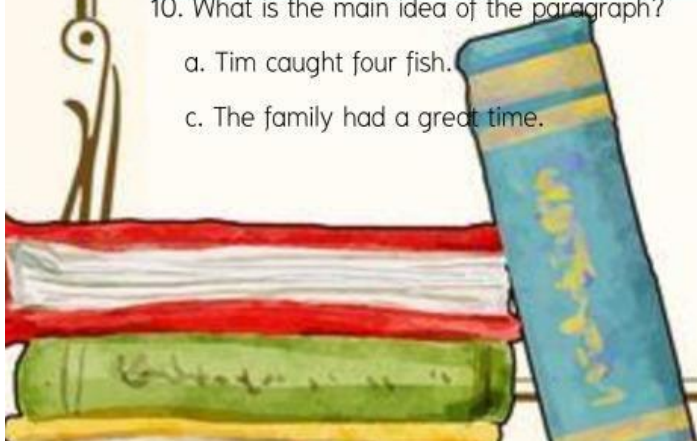 10. What is the main idea of the paragraph?
a. Tim caught four fish.
c. The family had a great time.